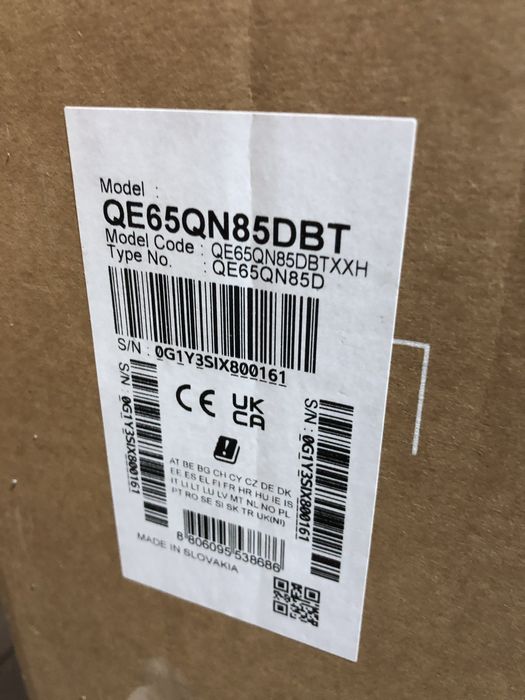 Model :
QE65QN85DBT
Model Code : QE65QN85DBTXXH
Type No. : QE65QN85D
S/N : 0G1Y3SIX800161
S/N : 0G1Y3SIX800161
CE UK
CA
S/N : 0G1Y3SIX800161
AT BE BG CH CY CZ DE DK
EE ES EL FI FR HR HU IE IS
IT LI LT LU LV MT NL NO PL
PT RO SE SI SK TR UK(NI)
8 806095 538686
MADE IN SLOVAKIA